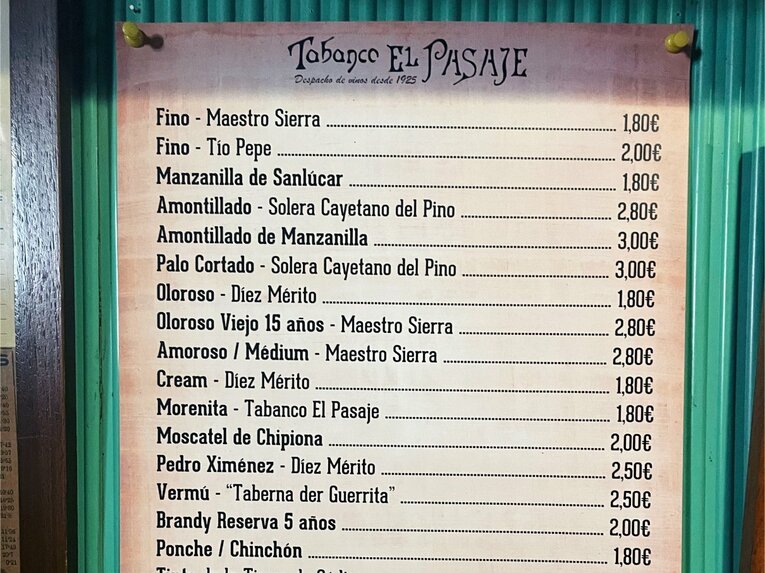 Tabanco EL PASAJE
Despacho de vinos desde 1925
Fino - Maestro Sierra 1,80€
Fino - Tío Pepe 2,00€
Manzanilla de Sanlúcar 1,80€
Amontillado - Solera Cayetano del Pino 2,80€
Amontillado de Manzanilla 3,00€
Palo Cortado - Solera Cayetano del Pino 3,00€
Oloroso - Díez Mérito 1,80€
Oloroso Viejo 15 años - Maestro Sierra 2,80€
Amoroso / Médium - Maestro Sierra 2,80€
Cream - Díez Mérito 1,80€
Morenita - Tabanco El Pasaje 1,80€
Moscatel de Chipiona 2,00€
Pedro Ximénez - Díez Mérito 2,50€
Vermú - “Taberna der Guerrita” 2,50€
Brandy Reserva 5 años 2,00€
Ponche / Chinchón 1,80€